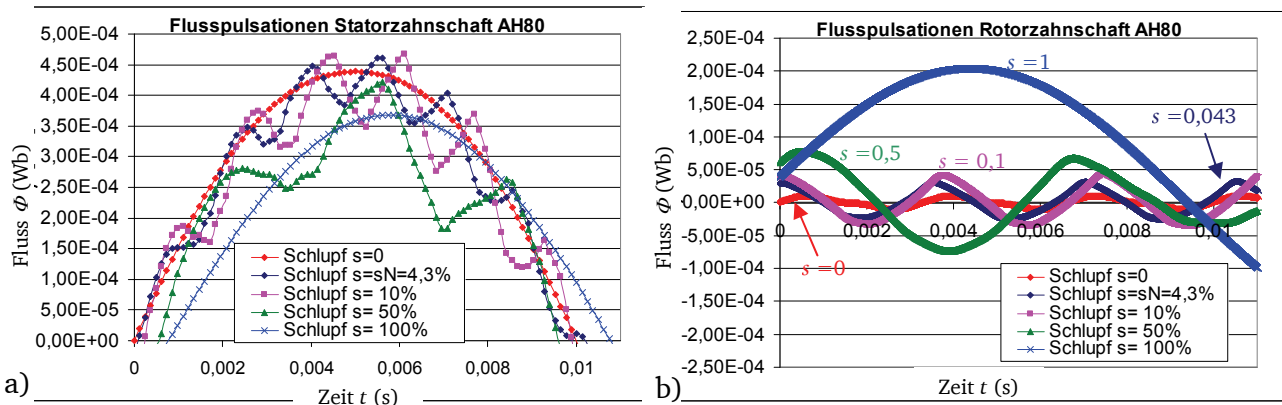 Flusspulsationen Statorzahnschaft AH80
5,00E-04
4,50E-04
4,00E-04
3,50E-04
3,00E-04
2,50E-04
2,00E-04
1,50E-04
1,00E-04
5,00E-05
0,00E+00
Fluss Φ (Wb)
Schlupf s=0
Schlupf s=sN=4,3%
Schlupf s= 10%
Schlupf s= 50%
Schlupf s= 100%
0
0,002
0,004
0,006
0,008
0,01
Zeit t (s)
a)
Flusspulsationen Rotorzahnschaft AH80
2,50E-04
2,00E-04
1,50E-04
1,00E-04
5,00E-05
0,00E+00
-5,00E-05
-1,00E-04
-1,50E-04
-2,00E-04
-2,50E-04
Fluss Φ (Wb)
s = 1
s = 0,043
s = 0,5
s = 0,1
s = 0
0
0,002
0,004
0,006
0,008
0,01
Schlupf s=0
Schlupf s=sN=4,3%
Schlupf s= 10%
Schlupf s= 50%
Schlupf s= 100%
Zeit t (s)
b)